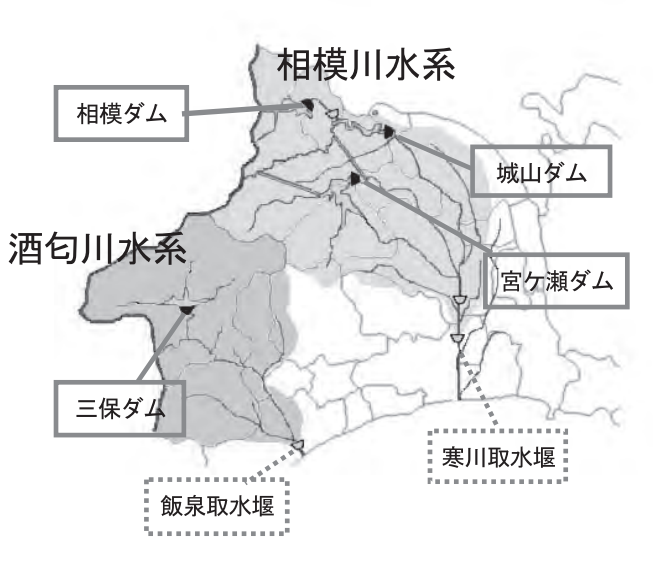 相模川水系
相模ダム
城山ダム
酒匂川水系
宮ケ瀬ダム
三保ダム
寒川取水堰
飯泉取水堰